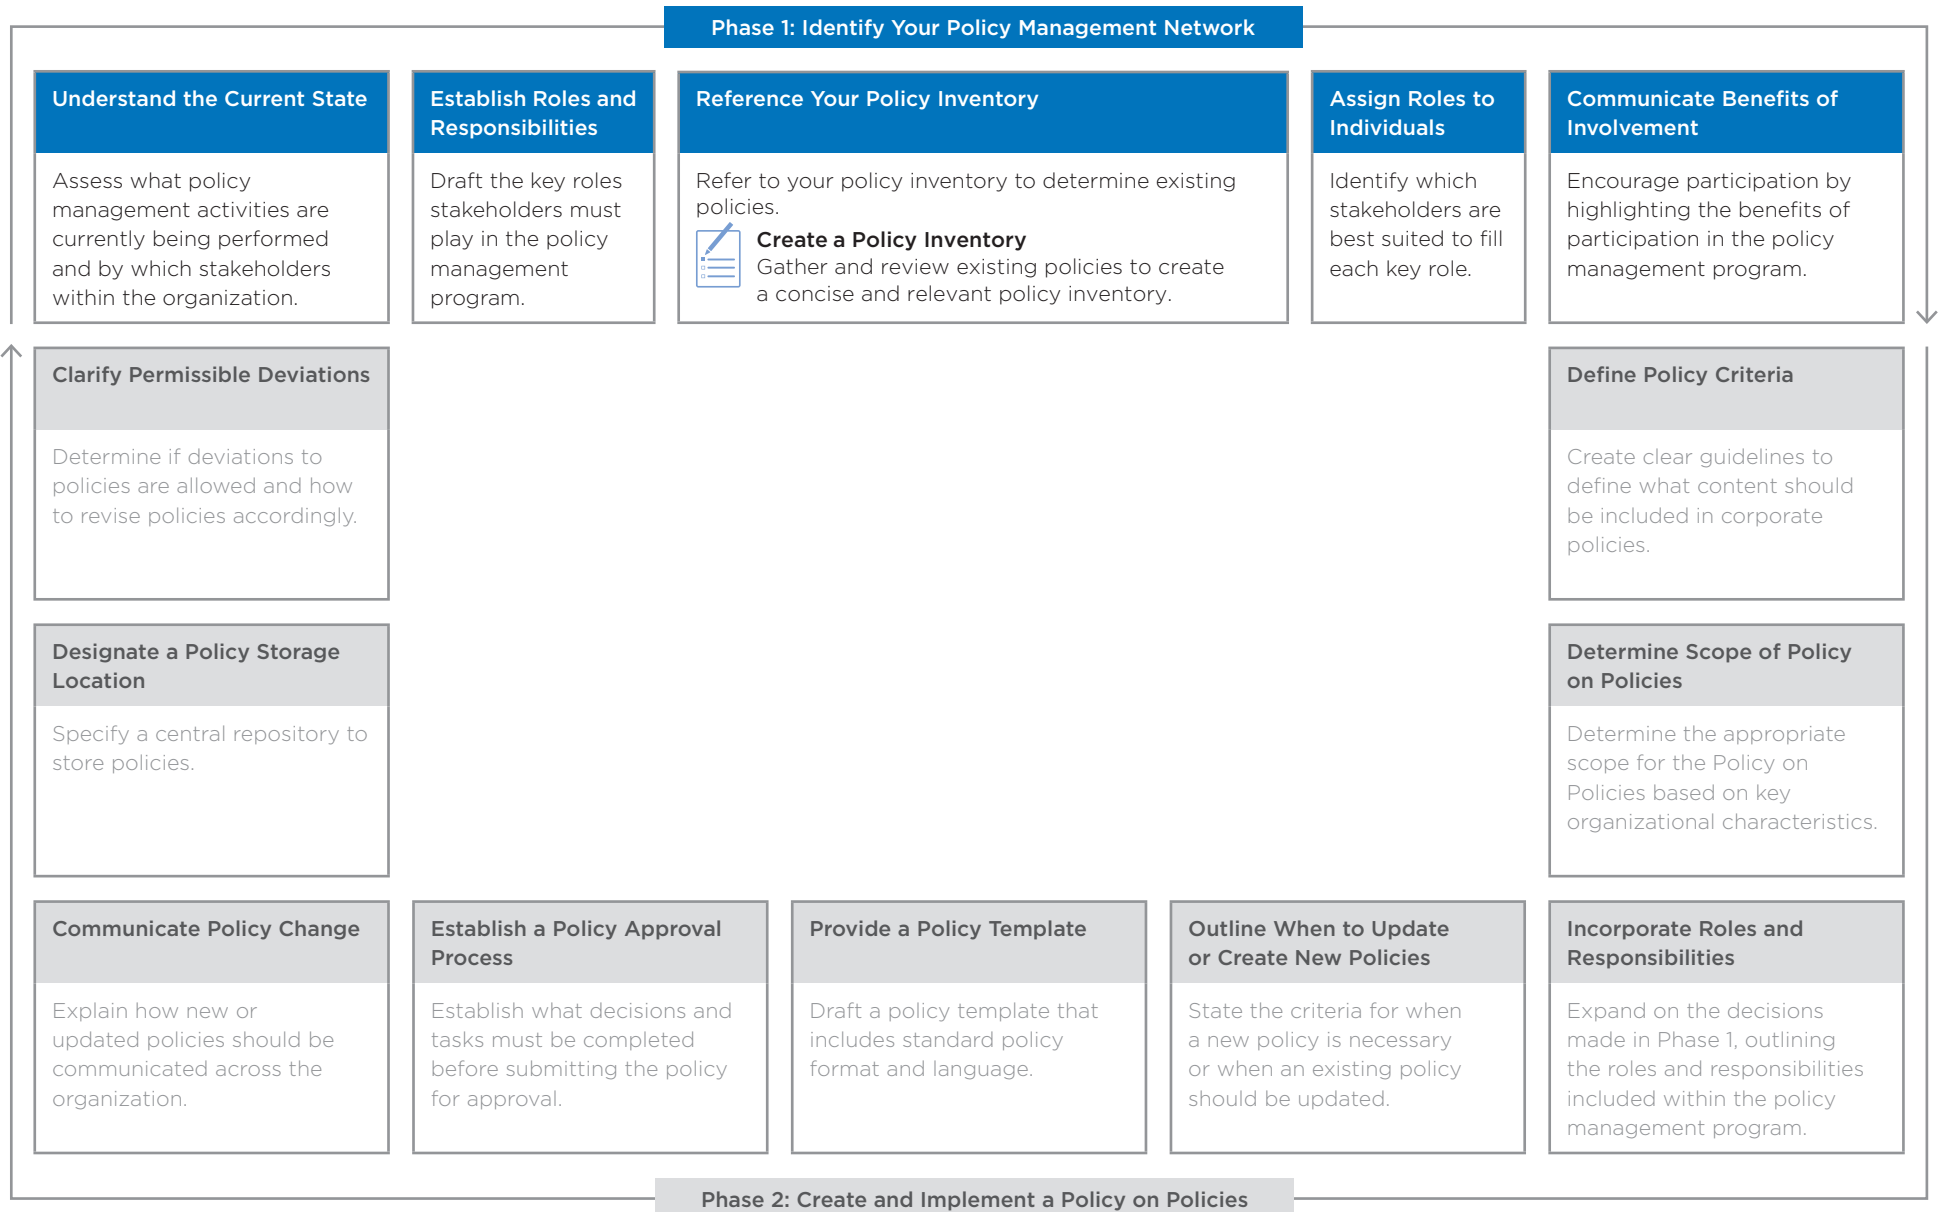 Phase 1: Identify Your Policy Management Network
Understand the Current State
Assess what policy
management activities are
currently being performed
and by which stakeholders
within the organization.
Establish Roles and
Responsibilities
Draft the key roles
stakeholders must
play in the policy
management
program.
Reference Your Policy Inventory
Refer to your policy inventory to determine existing
policies.
Create a Policy Inventory
Gather and review existing policies to create
a concise and relevant policy inventory.
Assign Roles to
Individuals
Identify which
stakeholders are
best suited to fill
each key role.
Communicate Benefits of
Involvement
Encourage participation by
highlighting the benefits of
participation in the policy
management program.
Clarify Permissible Deviations
Determine if deviations to
policies are allowed and how
to revise policies accordingly.
Define Policy Criteria
Create clear guidelines to
define what content should
be included in corporate
policies.
Designate a Policy Storage
Location
Specify a central repository to
store policies.
Determine Scope of Policy
on Policies
Determine the appropriate
scope for the Policy on
Policies based on key
organizational characteristics.
Communicate Policy Change
Explain how new or
updated policies should be
communicated across the
organization.
Establish a Policy Approval
Process
Establish what decisions and
tasks must be completed
before submitting the policy
for approval.
Provide a Policy Template
Draft a policy template that
includes standard policy
format and language.
Outline When to Update
or Create New Policies
State the criteria for when
a new policy is necessary
or when an existing policy
should be updated.
Incorporate Roles and
Responsibilities
Expand on the decisions
made in Phase 1, outlining
the roles and responsibilities
included within the policy
management program.
Phase 2: Create and Implement a Policy on Policies